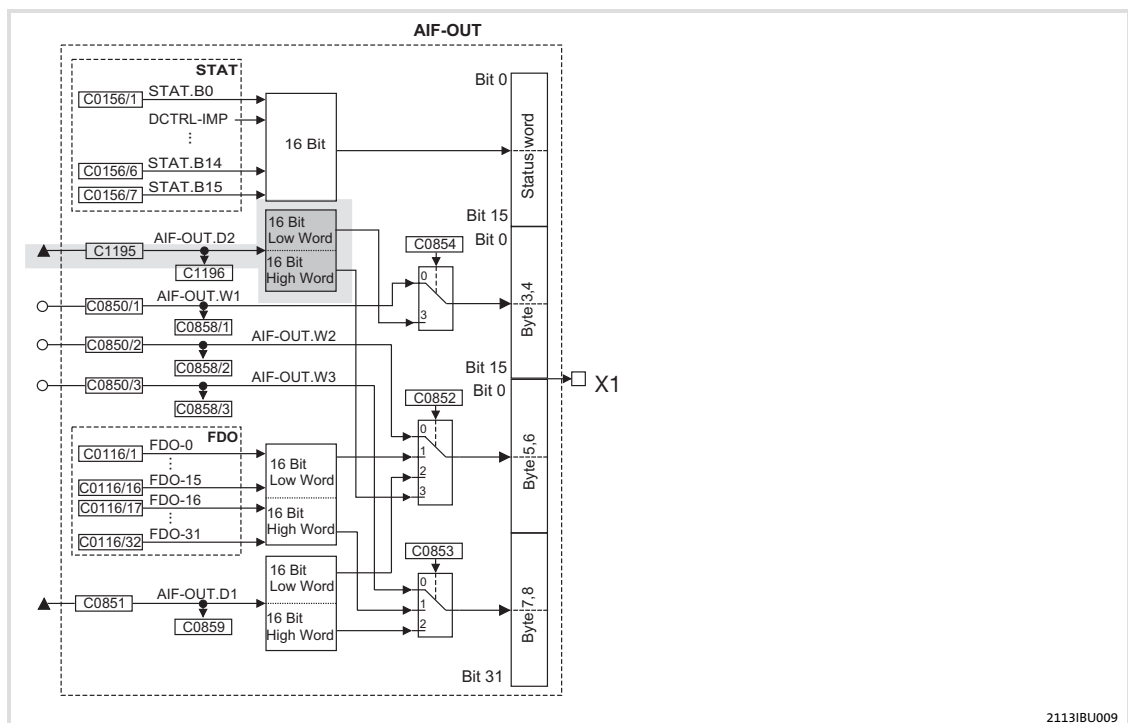 AIF-OUT
STAT
C0156/1
STAT.B0
DCTRL-IMP
⋮
C0156/6
STAT.B14
C0156/7
STAT.B15
16 Bit
Bit 0
Status word
Bit 15
C1195
AIF-OUT.D2
C1196
16 Bit
Low Word
16 Bit
High Word
C0854
0
3
Bit 0
Byte 3,4
Bit 15
C0850/1
AIF-OUT.W1
C0858/1
C0850/2
AIF-OUT.W2
C0858/2
C0850/3
AIF-OUT.W3
C0858/3
X1
C0852
0
1
2
3
Bit 0
Byte 5,6
FDO
C0116/1
FDO-0
⋮
C0116/16
FDO-15
C0116/17
FDO-16
⋮
C0116/32
FDO-31
16 Bit
Low Word
16 Bit
High Word
C0853
0
1
2
Byte 7,8
Bit 31
C0851
AIF-OUT.D1
C0859
16 Bit
Low Word
16 Bit
High Word
2113IBU009